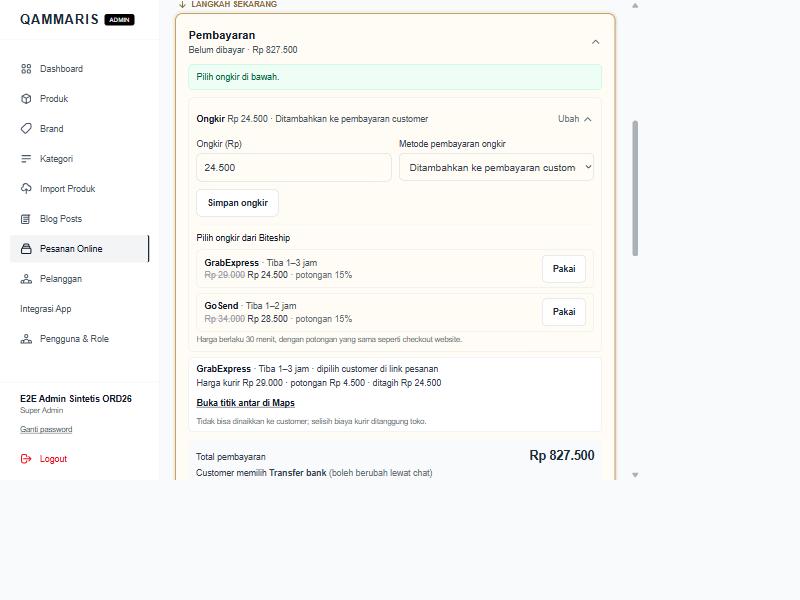 QAMMARIS ADMIN
Dashboard
Produk
Brand
Kategori
Import Produk
Blog Posts
Pesanan Online
Pelanggan
Integrasi App
Pengguna & Role
E2E Admin Sintetis ORD26
Super Admin
Ganti password
Logout
↓ LANGKAH SEKARANG
Pembayaran
Belum dibayar · Rp 827.500
Pilih ongkir di bawah.
Ongkir Rp 24.500 · Ditambahkan ke pembayaran customer
Ubah
Ongkir (Rp)
Metode pembayaran ongkir
24.500
Ditambahkan ke pembayaran custom
Simpan ongkir
Pilih ongkir dari Biteship
GrabExpress · Tiba 1–3 jam
Rp 29.000 Rp 24.500 · potongan 15%
Pakai
GoSend · Tiba 1–2 jam
Rp 34.000 Rp 28.500 · potongan 15%
Pakai
Harga berlaku 30 menit, dengan potongan yang sama seperti checkout website.
GrabExpress · Tiba 1–3 jam · dipilih customer di link pesanan
Harga kurir Rp 29.000 · potongan Rp 4.500 · ditagih Rp 24.500
Buka titik antar di Maps
Tidak bisa dinaikkan ke customer; selisih biaya kurir ditanggung toko.
Total pembayaran
Rp 827.500
Customer memilih Transfer bank (boleh berubah lewat chat)